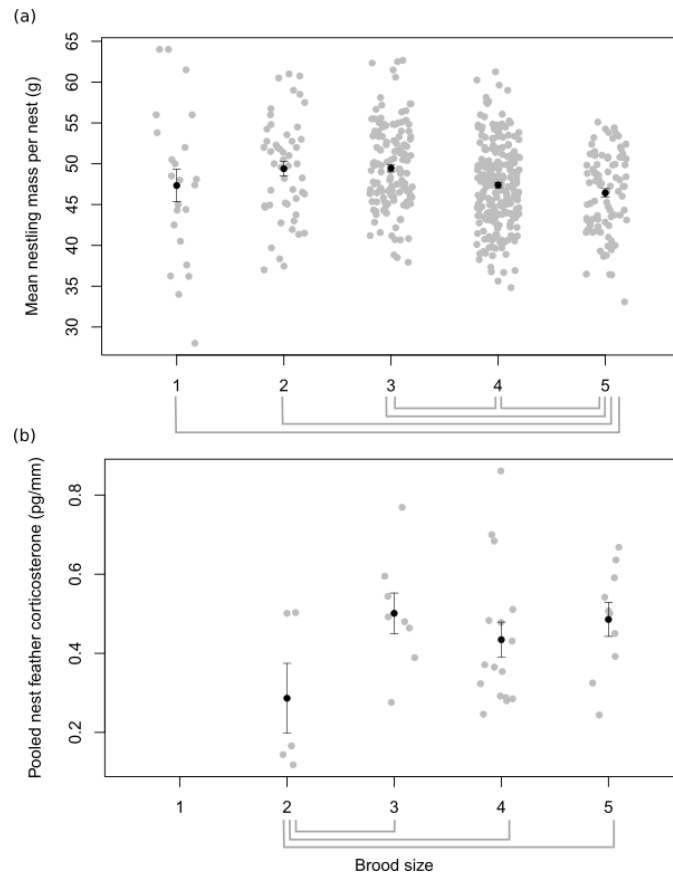 (a)
Mean nestling mass per nest (g)
65
60
55
50
45
40
35
30
1 2 3 4 5
(b)
Pooled nest feather corticosterone (pg/mm)
0.8
0.6
0.4
0.2
1 2 3 4 5
Brood size